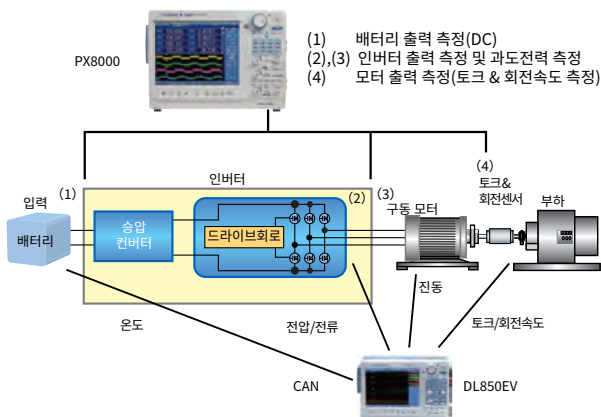 PX8000
(1) 배터리 출력 측정(DC)
(2),(3) 인버터 출력 측정 및 과도전력 측정
(4) 모터 출력 측정(토크 & 회전속도 측정)
입력
(1)
인버터
(2)
(3)
(4)
토크&
회전센서
배터리
승압
컨버터
드라이브회로
구동 모터
부하
진동
온도
전압/전류
토크/회전속도
CAN
DL850EV